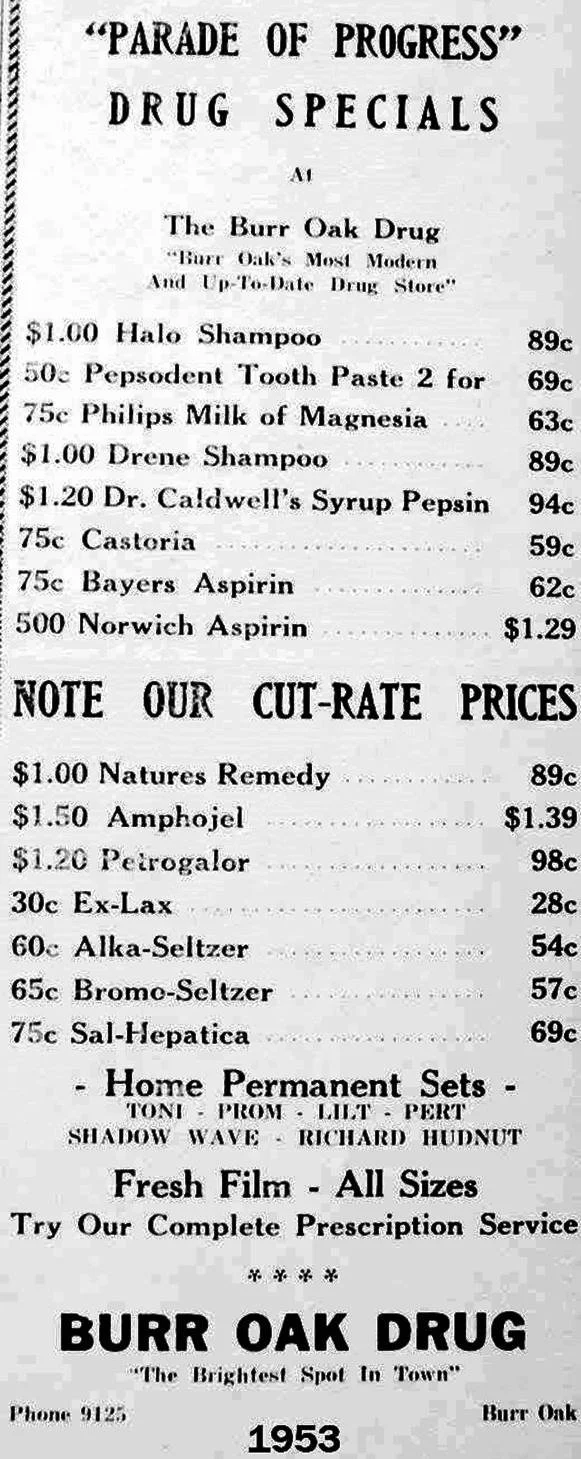 "PARADE OF PROGRESS"
DRUG SPECIALS
At
The Burr Oak Drug
"Burr Oak's Most Modern
And Up-To-Date Drug Store"
$1.00 Halo Shampoo 89c
50c Pepsodent Tooth Paste 2 for 69c
75c Philips Milk of Magnesia 63c
$1.00 Drene Shampoo 89c
$1.20 Dr. Caldwell's Syrup Pepsin 94c
75c Castoria 59c
75c Bayers Aspirin 62c
500 Norwich Aspirin $1.29
NOTE OUR CUT-RATE PRICES
$1.00 Natures Remedy 89c
$1.50 Amphojel $1.39
$1.20 Petrogalor 98c
30c Ex-Lax 28c
60c Alka-Seltzer 54c
65c Bromo-Seltzer 57c
75c Sal-Hepatica 69c
- Home Permanent Sets -
TONI - PROM - LILT - PERT
SHADOW WAVE - RICHARD HUDNUT
Fresh Film - All Sizes
Try Our Complete Prescription Service
* * * *
BURR OAK DRUG
"The Brightest Spot In Town"
Phone 9125 Burr Oak
1953